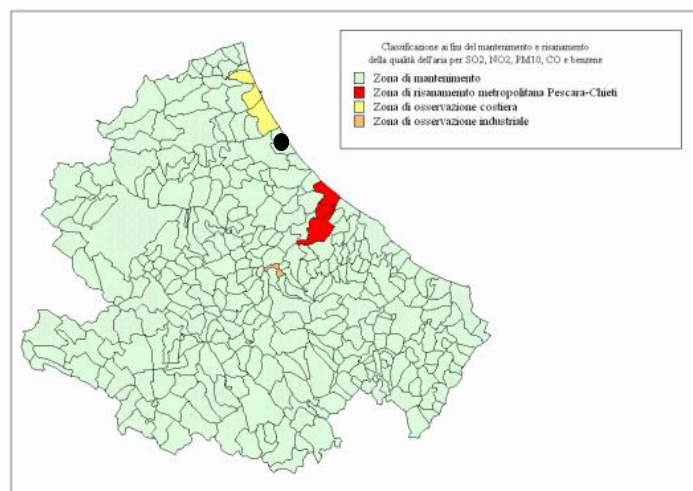 Classificazione ai fini del mantenimento e risanamento
della qualità dell'aria per SO2, NO2, PM10, CO e benzene
Zona di mantenimento
Zona di risanamemto metropolitana Pescara-Chieti
Zona di osservazione costiera
Zona di osservazione industriale